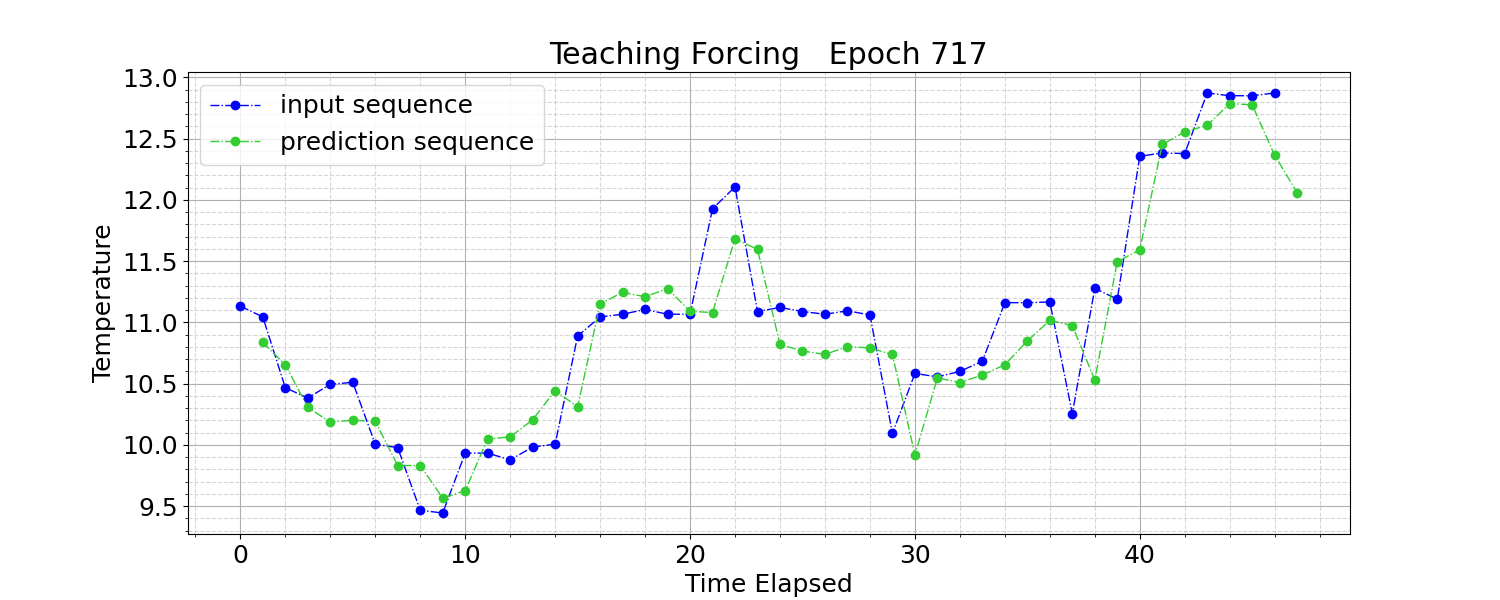 Teaching Forcing   Epoch 717
13.0
12.5
12.0
11.5
11.0
10.5
10.0
9.5
Temperature
input sequence
prediction sequence
0 10 20 30 40
Time Elapsed